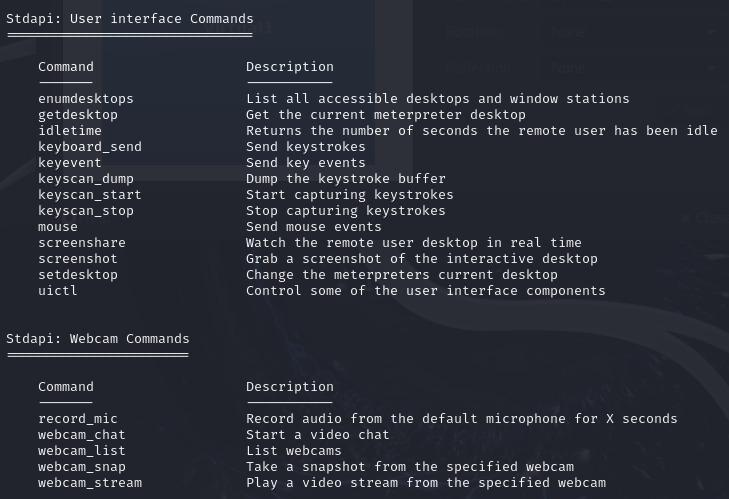 Stdapi: User interface Commands
Command Description
enumdesktops List all accessible desktops and window stations
getdesktop Get the current meterpreter desktop
idletime Returns the number of seconds the remote user has been idle
keyboard_send Send keystrokes
keyevent Send key events
keyscan_dump Dump the keystroke buffer
keyscan_start Start capturing keystrokes
keyscan_stop Stop capturing keystrokes
mouse Send mouse events
screenshare Watch the remote user desktop in real time
screenshot Grab a screenshot of the interactive desktop
setdesktop Change the meterpreters current desktop
uictl Control some of the user interface components
Stdapi: Webcam Commands
Command Description
record_mic Record audio from the default microphone for X seconds
webcam_chat Start a video chat
webcam_list List webcams
webcam_snap Take a snapshot from the specified webcam
webcam_stream Play a video stream from the specified webcam